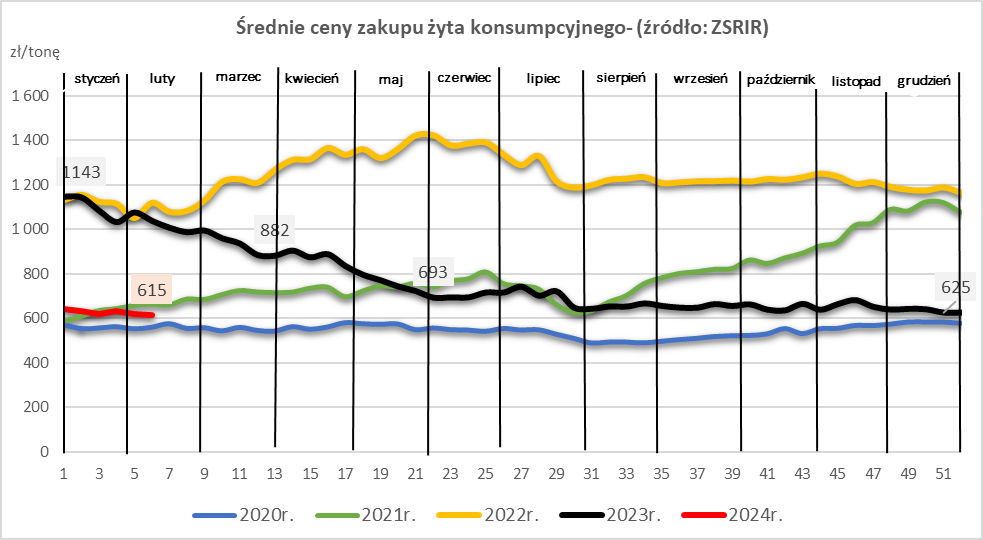 Średnie ceny zakupu żyta konsumpcyjnego- (źródło: ZSRIR)
zł/tonę
styczeń luty marzec kwiecień maj czerwiec lipiec sierpień wrzesień październik listopad grudzień
1 600
1 400
1 200
1 000
800
600
400
200
0
1143
882
693
615
625
1 3 5 7 9 11 13 15 17 19 21 23 25 27 29 31 33 35 37 39 41 43 45 47 49 51
2020r. 2021r. 2022r. 2023r. 2024r.